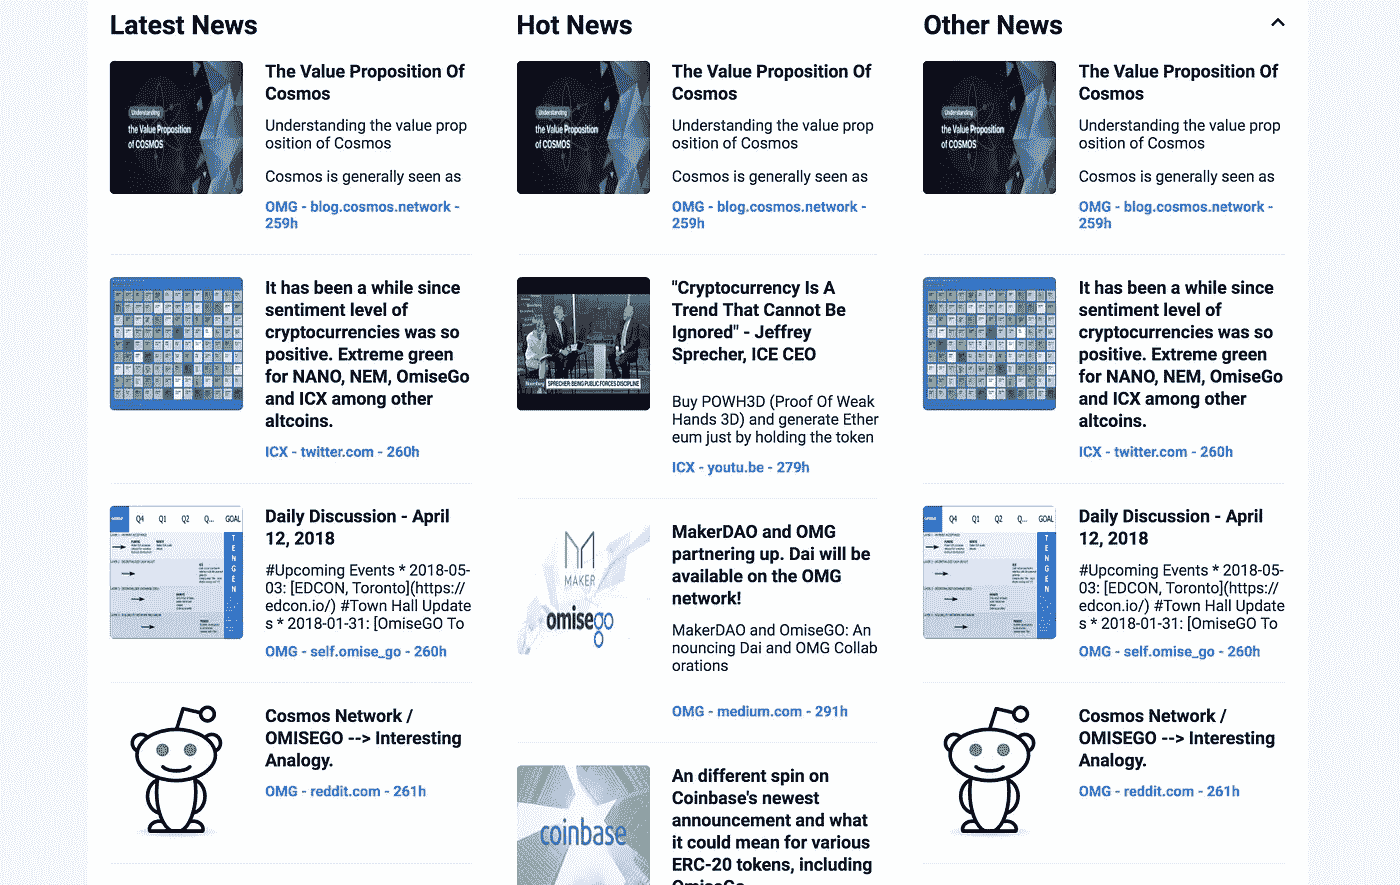 Latest News
Understanding
the Value Proposition
of COSMOS
The Value Proposition Of
Cosmos
Understanding the value prop
osition of Cosmos
Cosmos is generally seen as
OMG - blog.cosmos.network -
259h
It has been a while since
sentiment level of
cryptocurrencies was so
positive. Extreme green
for NANO, NEM, OmiseGo
and ICX among other
altcoins.
ICX - twitter.com - 260h
Q4 Q1 Q2 Q... GOAL
TENGEN
Daily Discussion - April
12, 2018
#Upcoming Events * 2018-05-
03: [EDCON, Toronto](https://
edcon.io/) #Town Hall Update
s * 2018-01-31: [OmiseGO To
OMG - self.omise_go - 260h
Cosmos Network /
OMISEGO --> Interesting
Analogy.
OMG - reddit.com - 261h
Hot News
Understanding
the Value Proposition
of COSMOS
The Value Proposition Of
Cosmos
Understanding the value prop
osition of Cosmos
Cosmos is generally seen as
OMG - blog.cosmos.network -
259h
SPRECHER: BEING PUBLIC FORCES DISCIPLINE
"Cryptocurrency Is A
Trend That Cannot Be
Ignored" - Jeffrey
Sprecher, ICE CEO
Buy POWH3D (Proof Of Weak
Hands 3D) and generate Ether
eum just by holding the token
ICX - youtu.be - 279h
MAKER
omisego
MakerDAO and OMG
partnering up. Dai will be
available on the OMG
network!
MakerDAO and OmiseGO: An
nouncing Dai and OMG Collab
orations
OMG - medium.com - 291h
coinbase
An different spin on
Coinbase's newest
announcement and what
it could mean for various
ERC-20 tokens, including
OmiseGo
Other News
Understanding
the Value Proposition
of COSMOS
The Value Proposition Of
Cosmos
Understanding the value prop
osition of Cosmos
Cosmos is generally seen as
OMG - blog.cosmos.network -
259h
It has been a while since
sentiment level of
cryptocurrencies was so
positive. Extreme green
for NANO, NEM, OmiseGo
and ICX among other
altcoins.
ICX - twitter.com - 260h
Q4 Q1 Q2 Q... GOAL
TENGEN
Daily Discussion - April
12, 2018
#Upcoming Events * 2018-05-
03: [EDCON, Toronto](https://
edcon.io/) #Town Hall Update
s * 2018-01-31: [OmiseGO To
OMG - self.omise_go - 260h
Cosmos Network /
OMISEGO --> Interesting
Analogy.
OMG - reddit.com - 261h